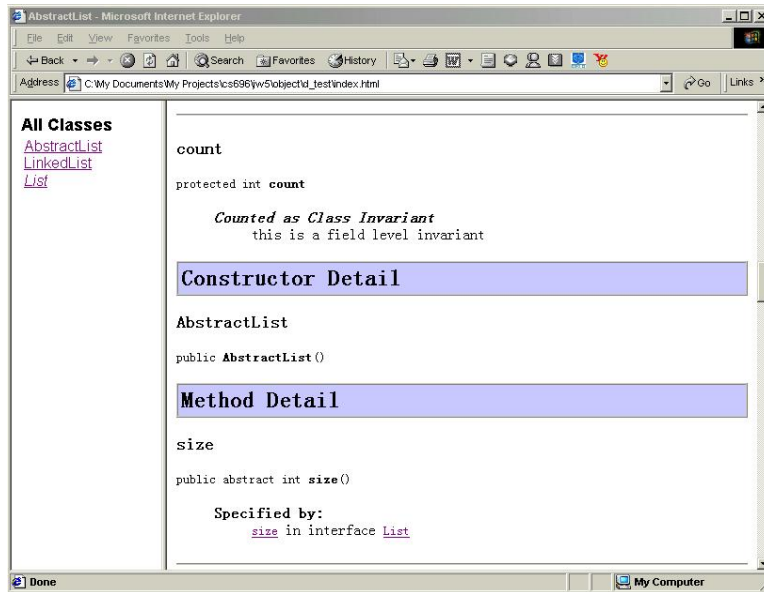 AbstractList - Microsoft Internet Explorer
File Edit View Favorites Tools Help
Back Search Favorites History
Address C:\My Documents\My Projects\cs696\jw5\object\d_test\index.html Go Links »
All Classes
AbstractList
LinkedList
List
count
protected int count
Counted as Class Invariant
this is a field level invariant
Constructor Detail
AbstractList
public AbstractList()
Method Detail
size
public abstract int size()
Specified by:
size in interface List
Done My Computer